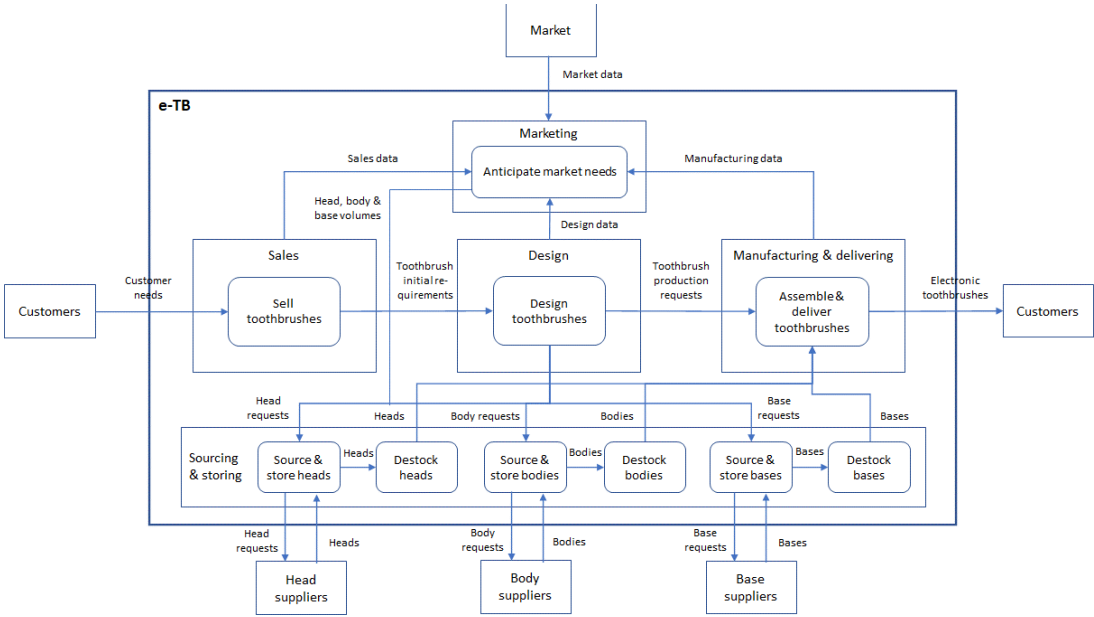 Market
Market data
e-TB
Marketing
Sales data
Anticipate market needs
Manufacturing data
Head, body &
base volumes
Design data
Sales
Design
Manufacturing & delivering
Customer
needs
Toothbrush
initial re-
quirements
Toothbrush
production
requests
Electronic
toothbrushes
Customers
Sell
toothbrushes
Design
toothbrushes
Assemble &
deliver
toothbrushes
Customers
Head
requests
Heads
Body requests
Bodies
Base
requests
Bases
Sourcing
& storing
Source &
store heads
Heads
Destock
heads
Source &
store bodies
Bodies
Destock
bodies
Source &
store bases
Bases
Destock
bases
Head
requests
Heads
Body
requests
Bodies
Base
requests
Bases
Head
suppliers
Body
suppliers
Base
suppliers